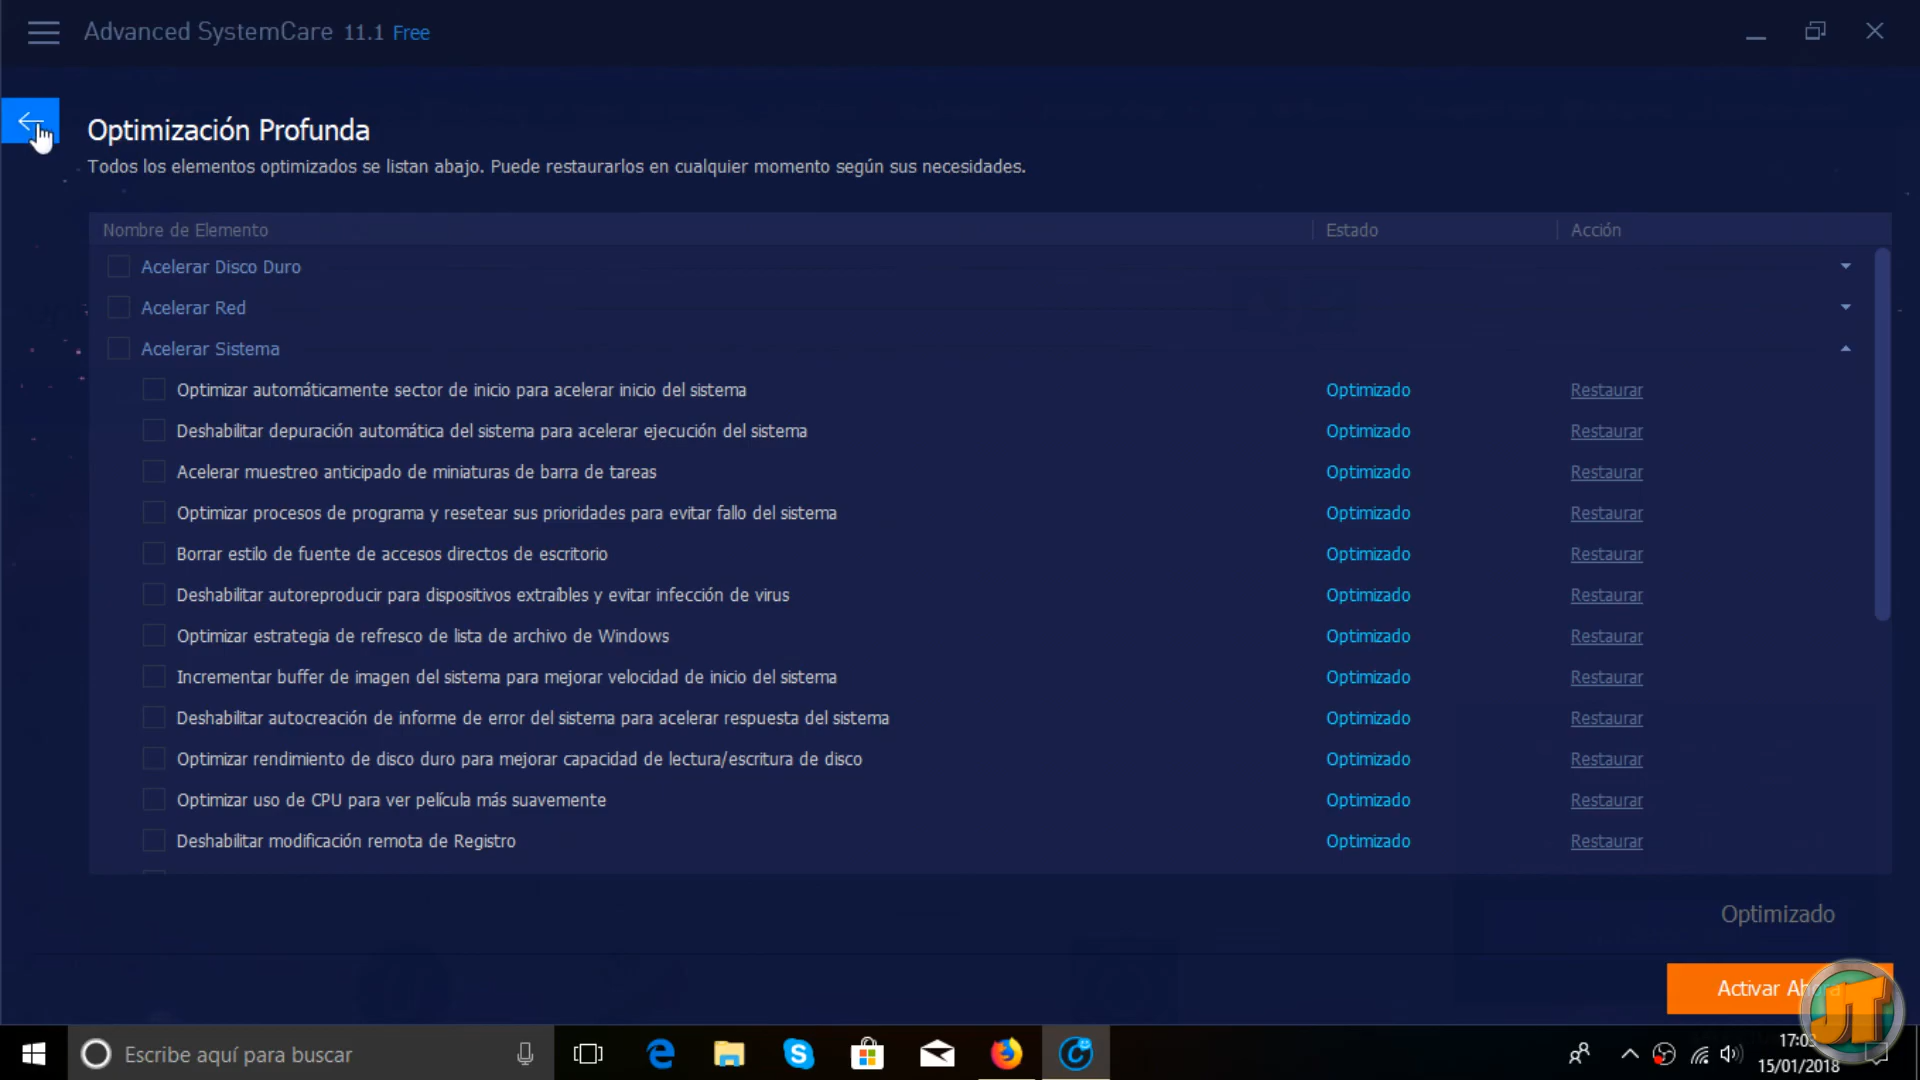 Advanced SystemCare 11.1 Free
Optimización Profunda
Todos los elementos optimizados se listan abajo. Puede restaurarlos en cualquier momento según sus necesidades.
Nombre de Elemento Estado Acción
Acelerar Disco Duro
Acelerar Red
Acelerar Sistema
Optimizar automáticamente sector de inicio para acelerar inicio del sistema Optimizado Restaurar
Deshabilitar depuración automática del sistema para acelerar ejecución del sistema Optimizado Restaurar
Acelerar muestreo anticipado de miniaturas de barra de tareas Optimizado Restaurar
Optimizar procesos de programa y resetear sus prioridades para evitar fallo del sistema Optimizado Restaurar
Borrar estilo de fuente de accesos directos de escritorio Optimizado Restaurar
Deshabilitar autoreproducir para dispositivos extraíbles y evitar infección de virus Optimizado Restaurar
Optimizar estrategia de refresco de lista de archivo de Windows Optimizado Restaurar
Incrementar buffer de imagen del sistema para mejorar velocidad de inicio del sistema Optimizado Restaurar
Deshabilitar autocreación de informe de error del sistema para acelerar respuesta del sistema Optimizado Restaurar
Optimizar rendimiento de disco duro para mejorar capacidad de lectura/escritura de disco Optimizado Restaurar
Optimizar uso de CPU para ver película más suavemente Optimizado Restaurar
Deshabilitar modificación remota de Registro Optimizado Restaurar
Optimizado
Activar
JT
Escribe aquí para buscar
15/01/2018